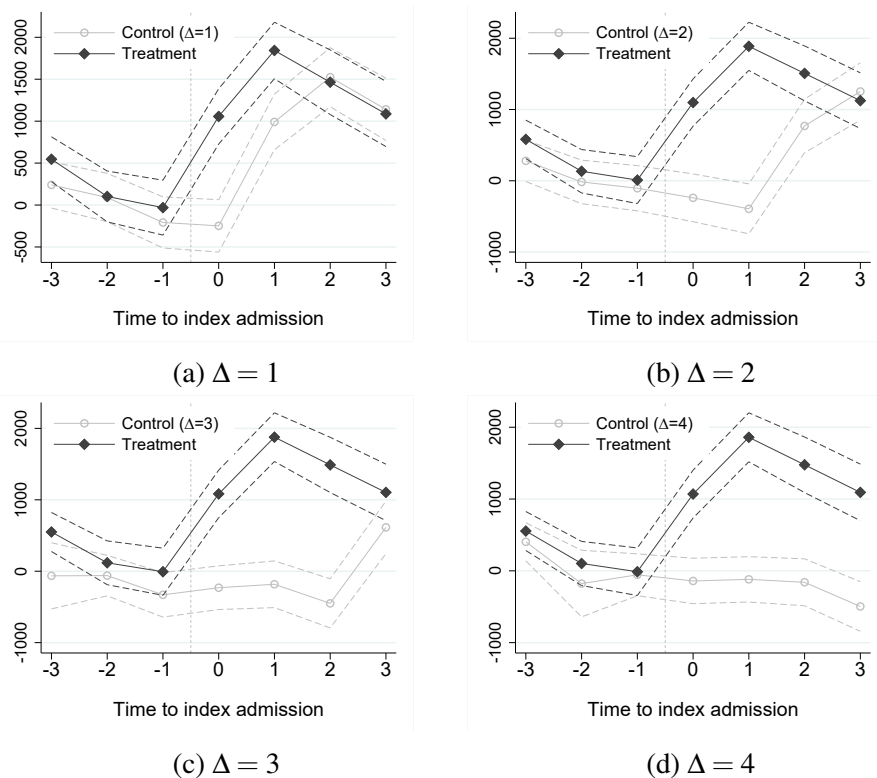 Control (Δ=1)
Treatment
2000
1500
1000
500
0
-500
-3 -2 -1 0 1 2 3
Time to index admission
(a) Δ = 1
Control (Δ=2)
Treatment
2000
1000
0
-1000
-3 -2 -1 0 1 2 3
Time to index admission
(b) Δ = 2
Control (Δ=3)
Treatment
2000
1000
0
-1000
-3 -2 -1 0 1 2 3
Time to index admission
(c) Δ = 3
Control (Δ=4)
Treatment
2000
1000
0
-1000
-3 -2 -1 0 1 2 3
Time to index admission
(d) Δ = 4